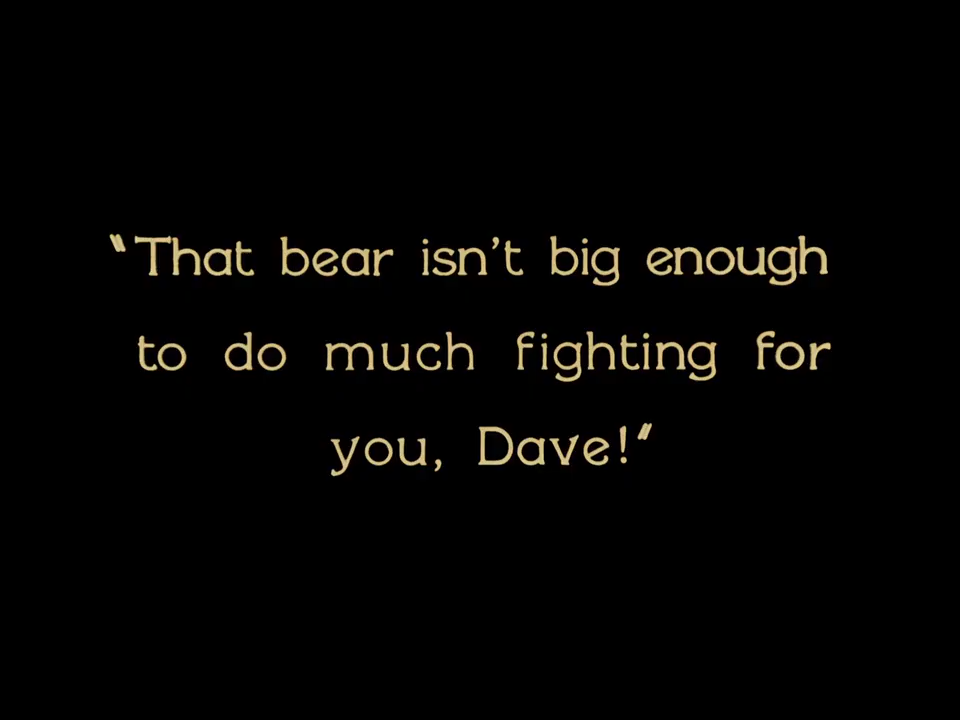 "That bear isn't big enough
to do much fighting for
you, Dave!"